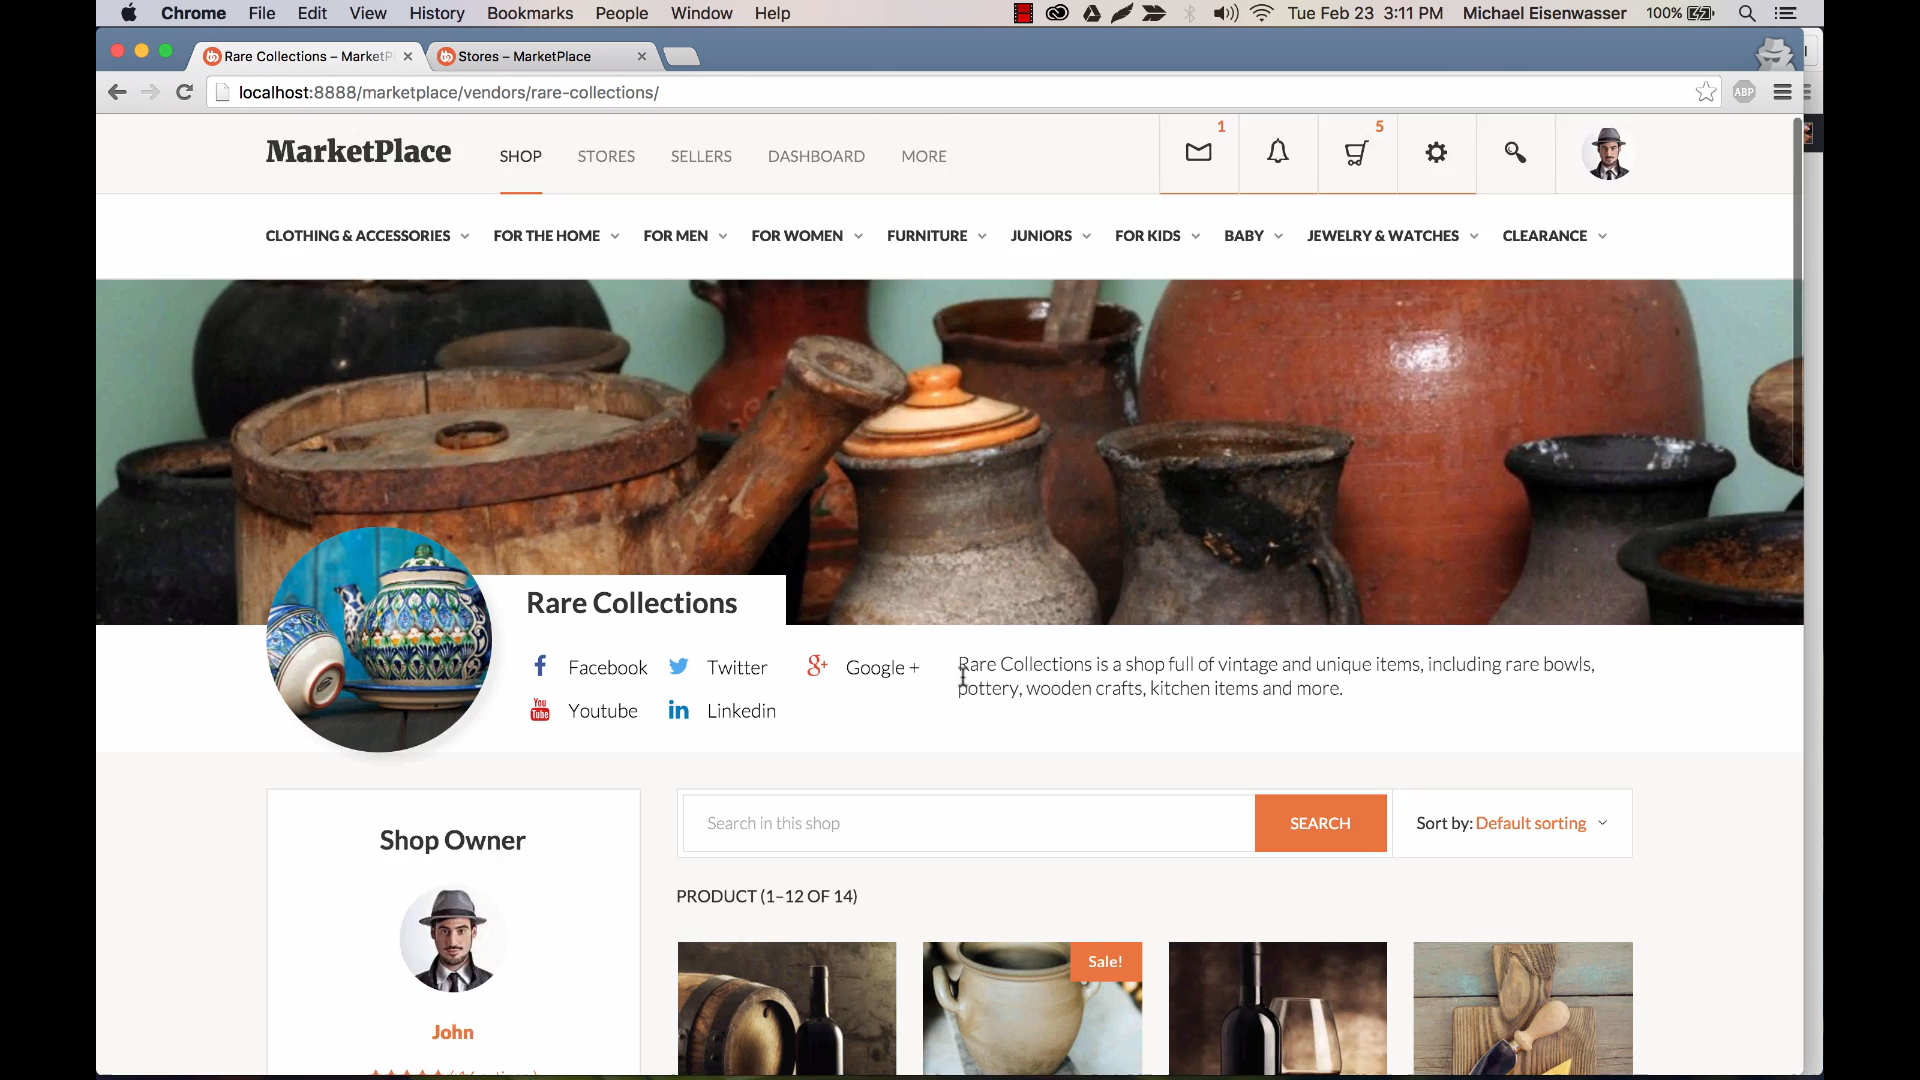 Chrome File Edit View History Bookmarks People Window Help Tue Feb 23 3:11 PM Michael Eisenwasser 100%
Rare Collections – MarketP Stores – MarketPlace
localhost:8888/marketplace/vendors/rare-collections/ ABP
MarketPlace SHOP STORES SELLERS DASHBOARD MORE 1 5
CLOTHING & ACCESSORIES FOR THE HOME FOR MEN FOR WOMEN FURNITURE JUNIORS FOR KIDS BABY JEWELRY & WATCHES CLEARANCE
Rare Collections
Facebook Twitter Google +
Youtube Linkedin
Rare Collections is a shop full of vintage and unique items, including rare bowls,
pottery, wooden crafts, kitchen items and more.
Shop Owner
John
Search in this shop SEARCH Sort by: Default sorting
PRODUCT (1–12 OF 14)
Sale!